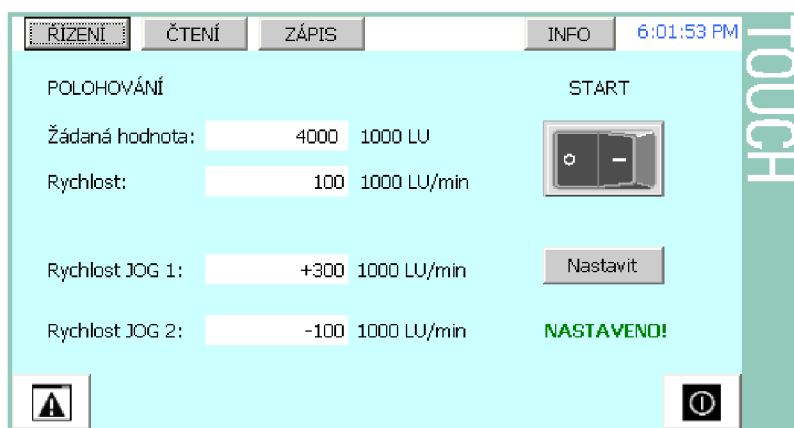 ŘÍZENÍ ČTENÍ ZÁPIS INFO 6:01:53 PM
TOUCH
POLOHOVÁNÍ START
Žádaná hodnota: 4000 1000 LU
Rychlost: 100 1000 LU/min
Rychlost JOG 1: +300 1000 LU/min Nastavit
Rychlost JOG 2: -100 1000 LU/min NASTAVENO!